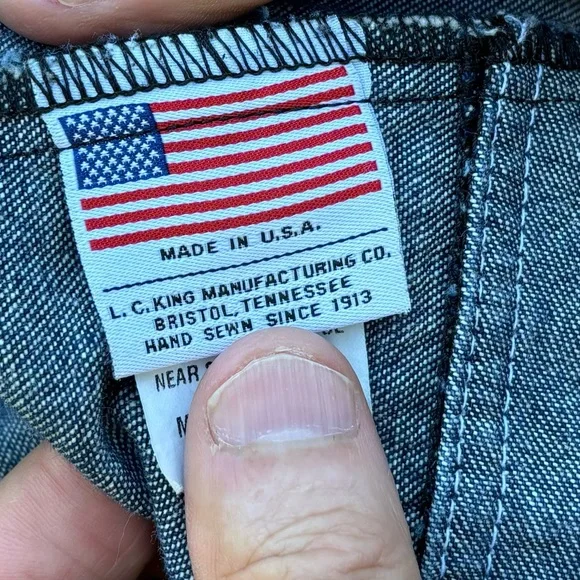 MADE IN U.S.A.
L.C.KING MANUFACTURING CO.
BRISTOL, TENNESSEE
HAND SEWN SINCE 1913
NEAR